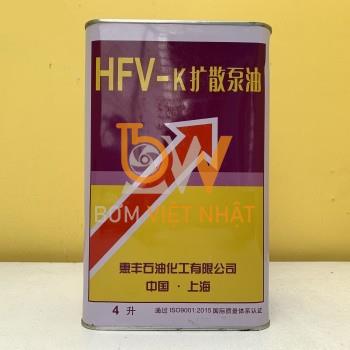 HFV-K扩散泵油
BƠM VIỆT NHẬT
惠丰石油化工有限公司
中国·上海
4 升
通过 ISO9001:2015 国际质量体系认证